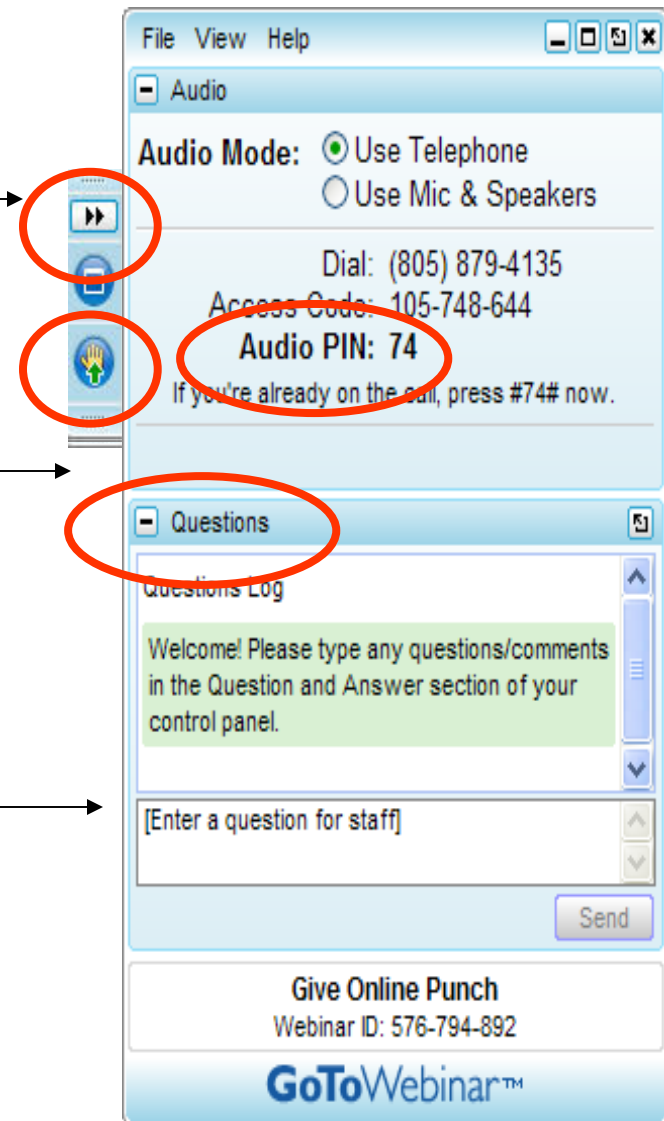 File View Help
Audio
Audio Mode: Use Telephone
Use Mic & Speakers
Dial: (805) 879-4135
Access Code: 105-748-644
Audio PIN: 74
If you're already on the call, press #74# now.
Questions
Questions Log
Welcome! Please type any questions/comments
in the Question and Answer section of your
control panel.
[Enter a question for staff]
Send
Give Online Punch
Webinar ID: 576-794-892
GoToWebinar™